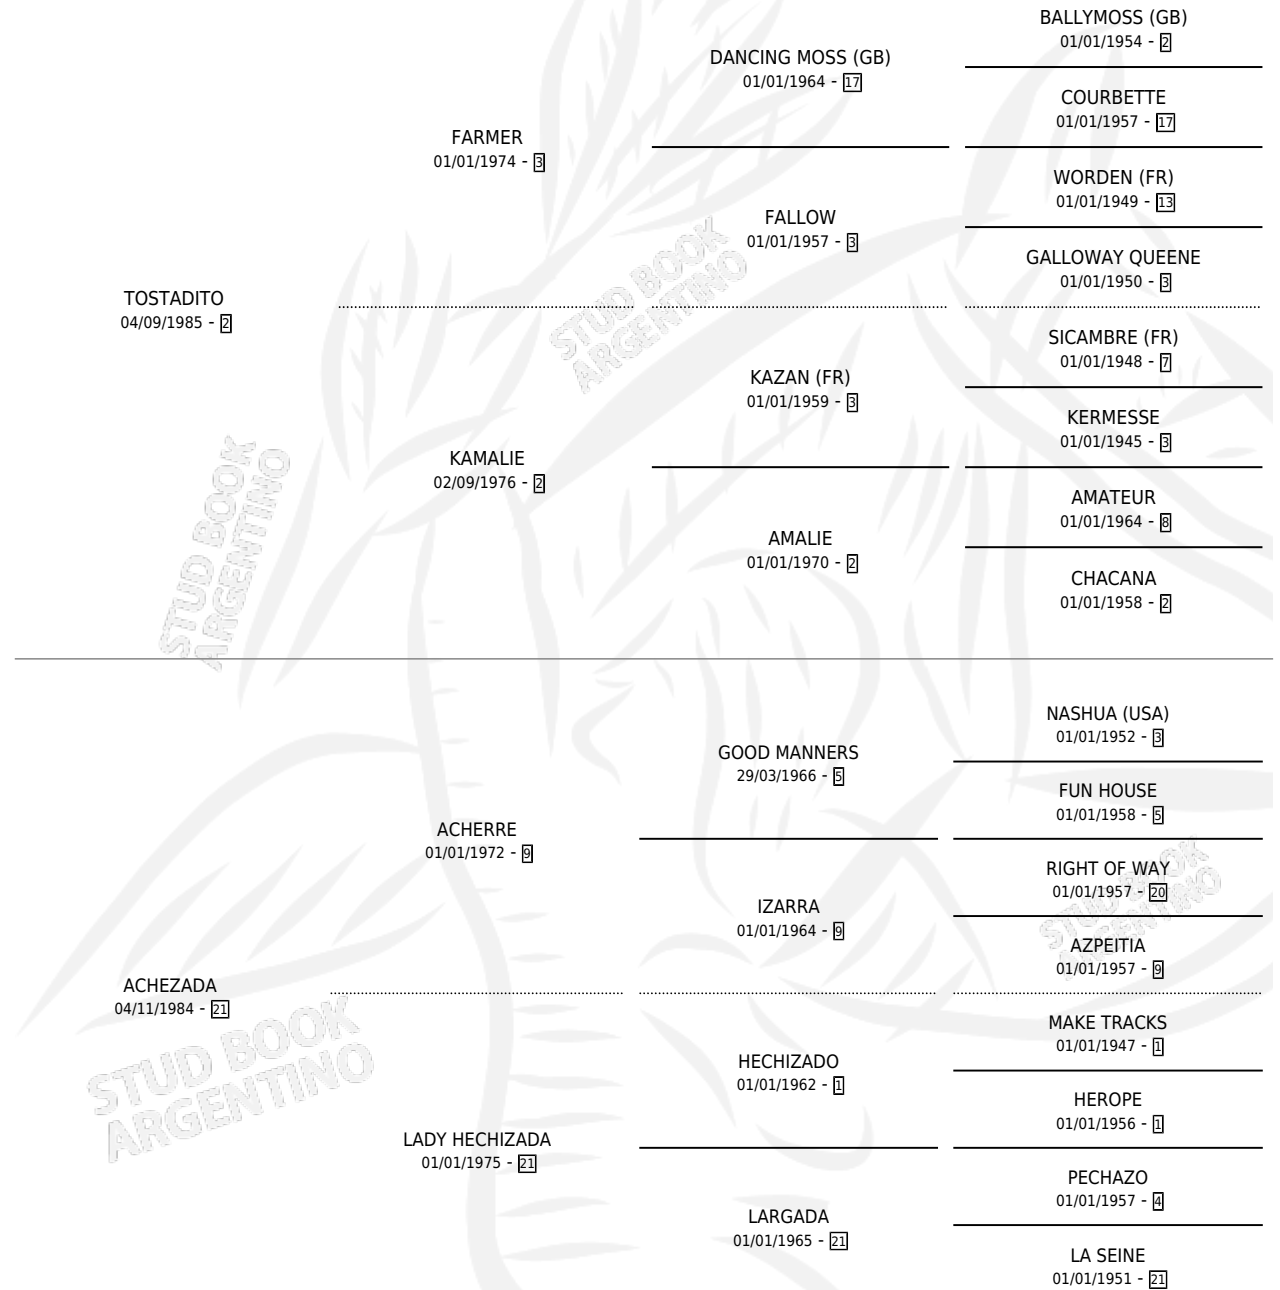 BALLYMOSS (GB)
01/01/1954 - 2
DANCING MOSS (GB)
01/01/1964 - 17
COURBETTE
01/01/1957 - 17
FARMER
01/01/1974 - 3
WORDEN (FR)
01/01/1949 - 13
FALLOW
01/01/1957 - 3
GALLOWAY QUEENE
01/01/1950 - 3
TOSTADITO
04/09/1985 - 2
STUD BOOK
ARGENTINO
SICAMBRE (FR)
01/01/1948 - 7
KAZAN (FR)
01/01/1959 - 3
KERMESSE
01/01/1945 - 3
KAMALIE
02/09/1976 - 2
AMATEUR
01/01/1964 - 8
AMALIE
01/01/1970 - 2
CHACANA
01/01/1958 - 2
STUD BOOK
ARGENTINO
NASHUA (USA)
01/01/1952 - 3
GOOD MANNERS
29/03/1966 - 5
FUN HOUSE
01/01/1958 - 5
ACHERRE
01/01/1972 - 9
RIGHT OF WAY
01/01/1957 - 20
IZARRA
01/01/1964 - 9
STUD BOOK
ARGENTINO
AZPEITIA
01/01/1957 - 9
ACHEZADA
04/11/1984 - 21
STUD BOOK
ARGENTINO
MAKE TRACKS
01/01/1947 - 1
HECHIZADO
01/01/1962 - 1
HEROPE
01/01/1956 - 1
LADY HECHIZADA
01/01/1975 - 21
PECHAZO
01/01/1957 - 4
LARGADA
01/01/1965 - 21
LA SEINE
01/01/1951 - 21